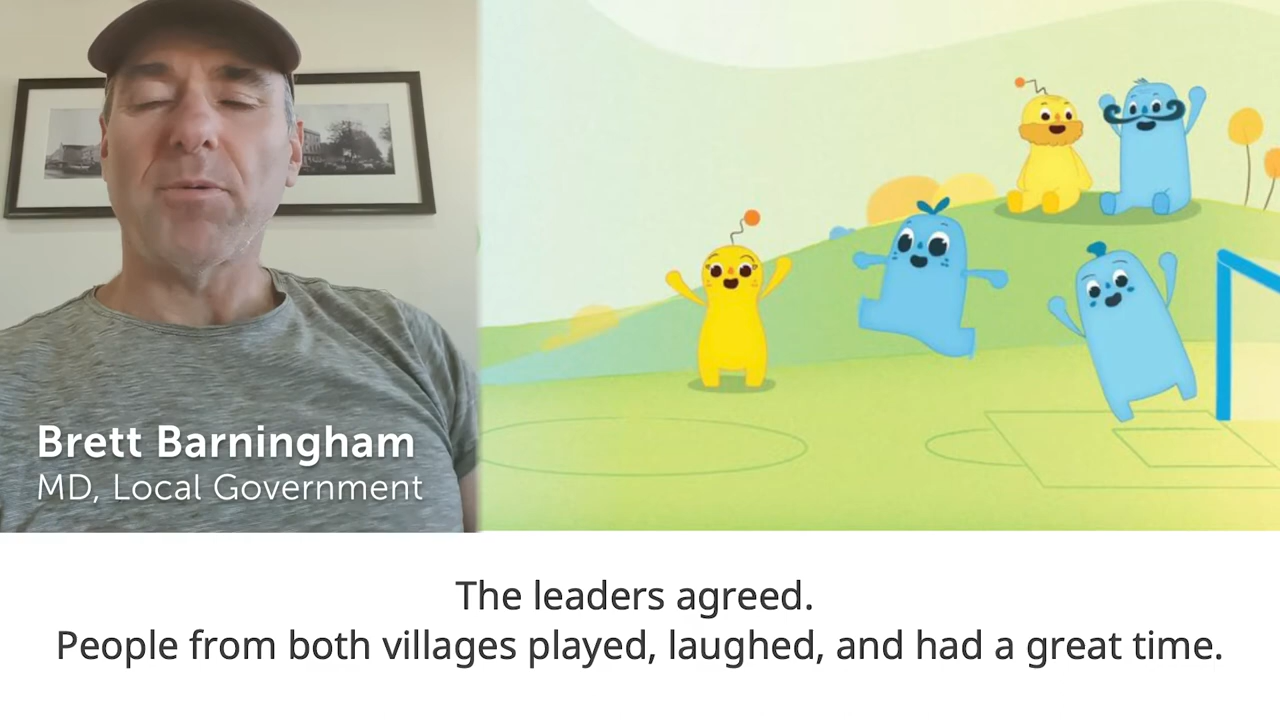 Brett Barningham
MD, Local Government
The leaders agreed.
People from both villages played, laughed, and had a great time.